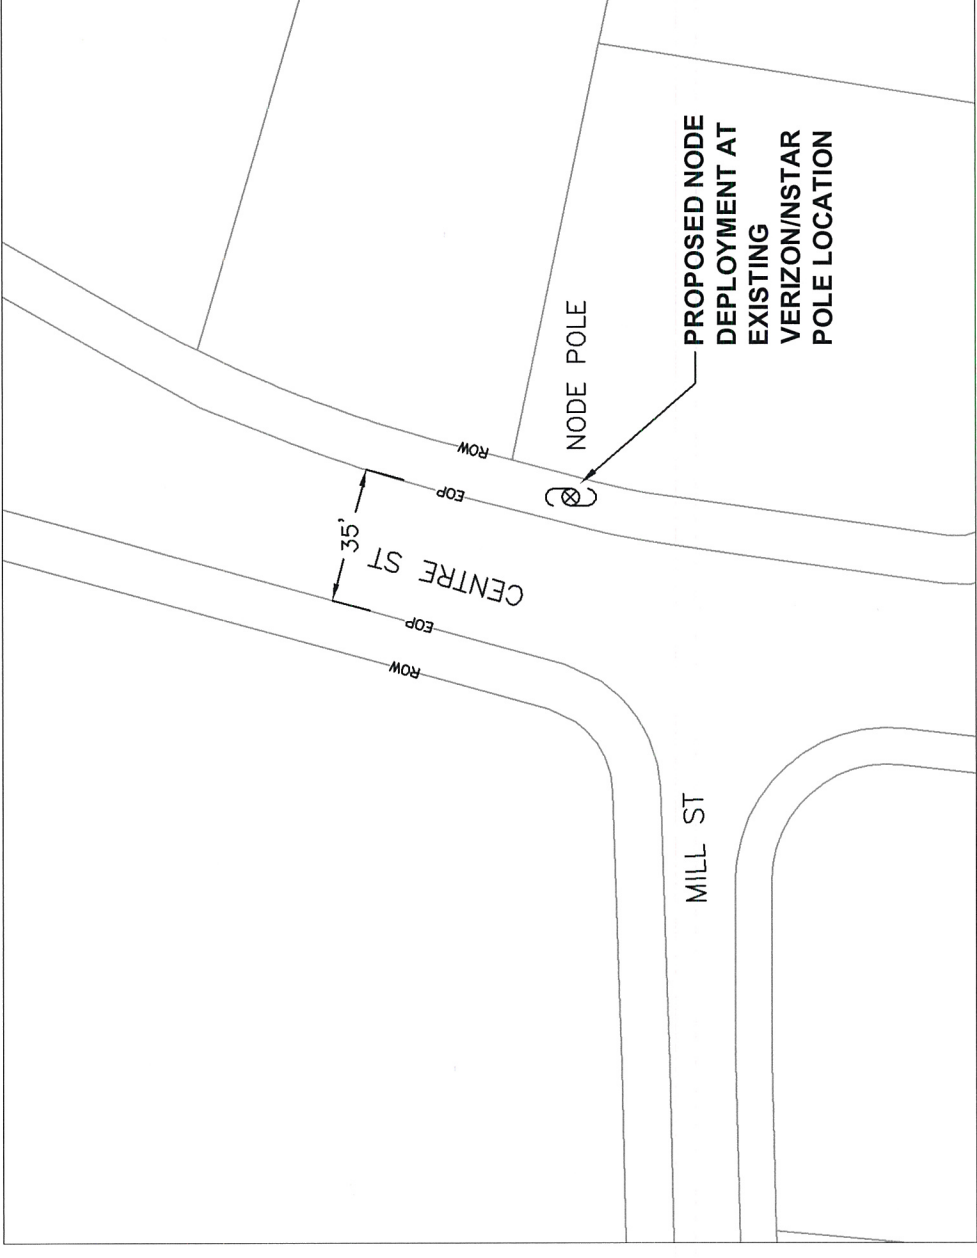 ROW
EOP
35'
CENTRE ST
EOP
ROW
NODE POLE
PROPOSED NODE
DEPLOYMENT AT
EXISTING
VERIZON/NSTAR
POLE LOCATION
MILL ST